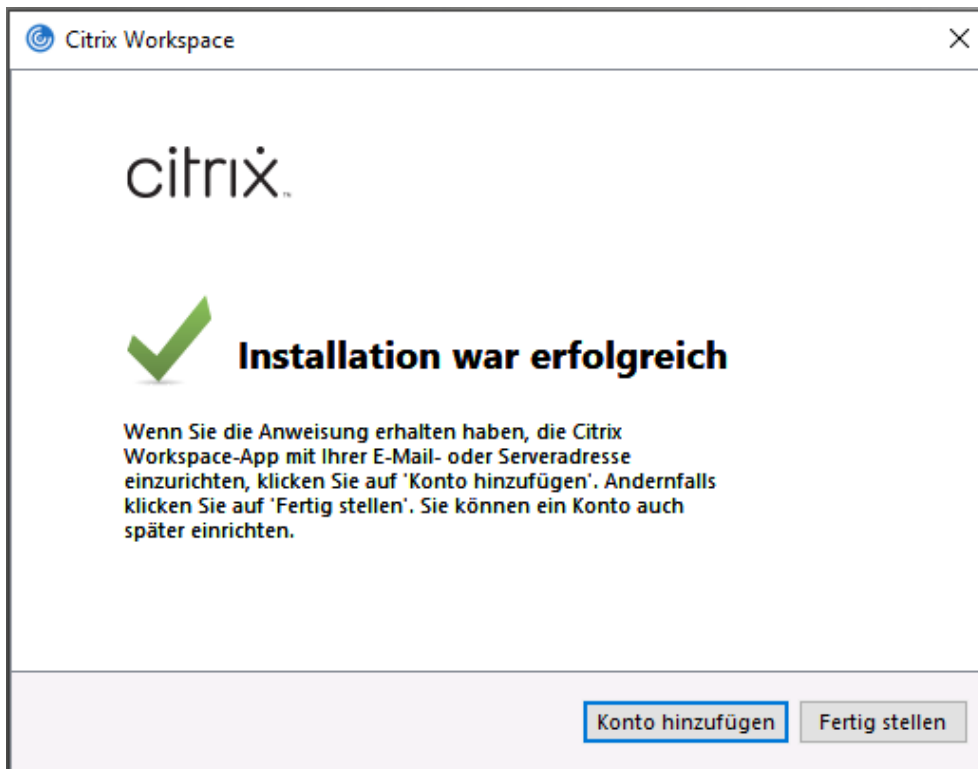 Citrix Workspace
citrix™
Installation war erfolgreich
Wenn Sie die Anweisung erhalten haben, die Citrix
Workspace-App mit Ihrer E-Mail- oder Serveradresse
einzurichten, klicken Sie auf 'Konto hinzufügen'. Andernfalls
klicken Sie auf 'Fertig stellen'. Sie können ein Konto auch
später einrichten.
Konto hinzufügen Fertig stellen